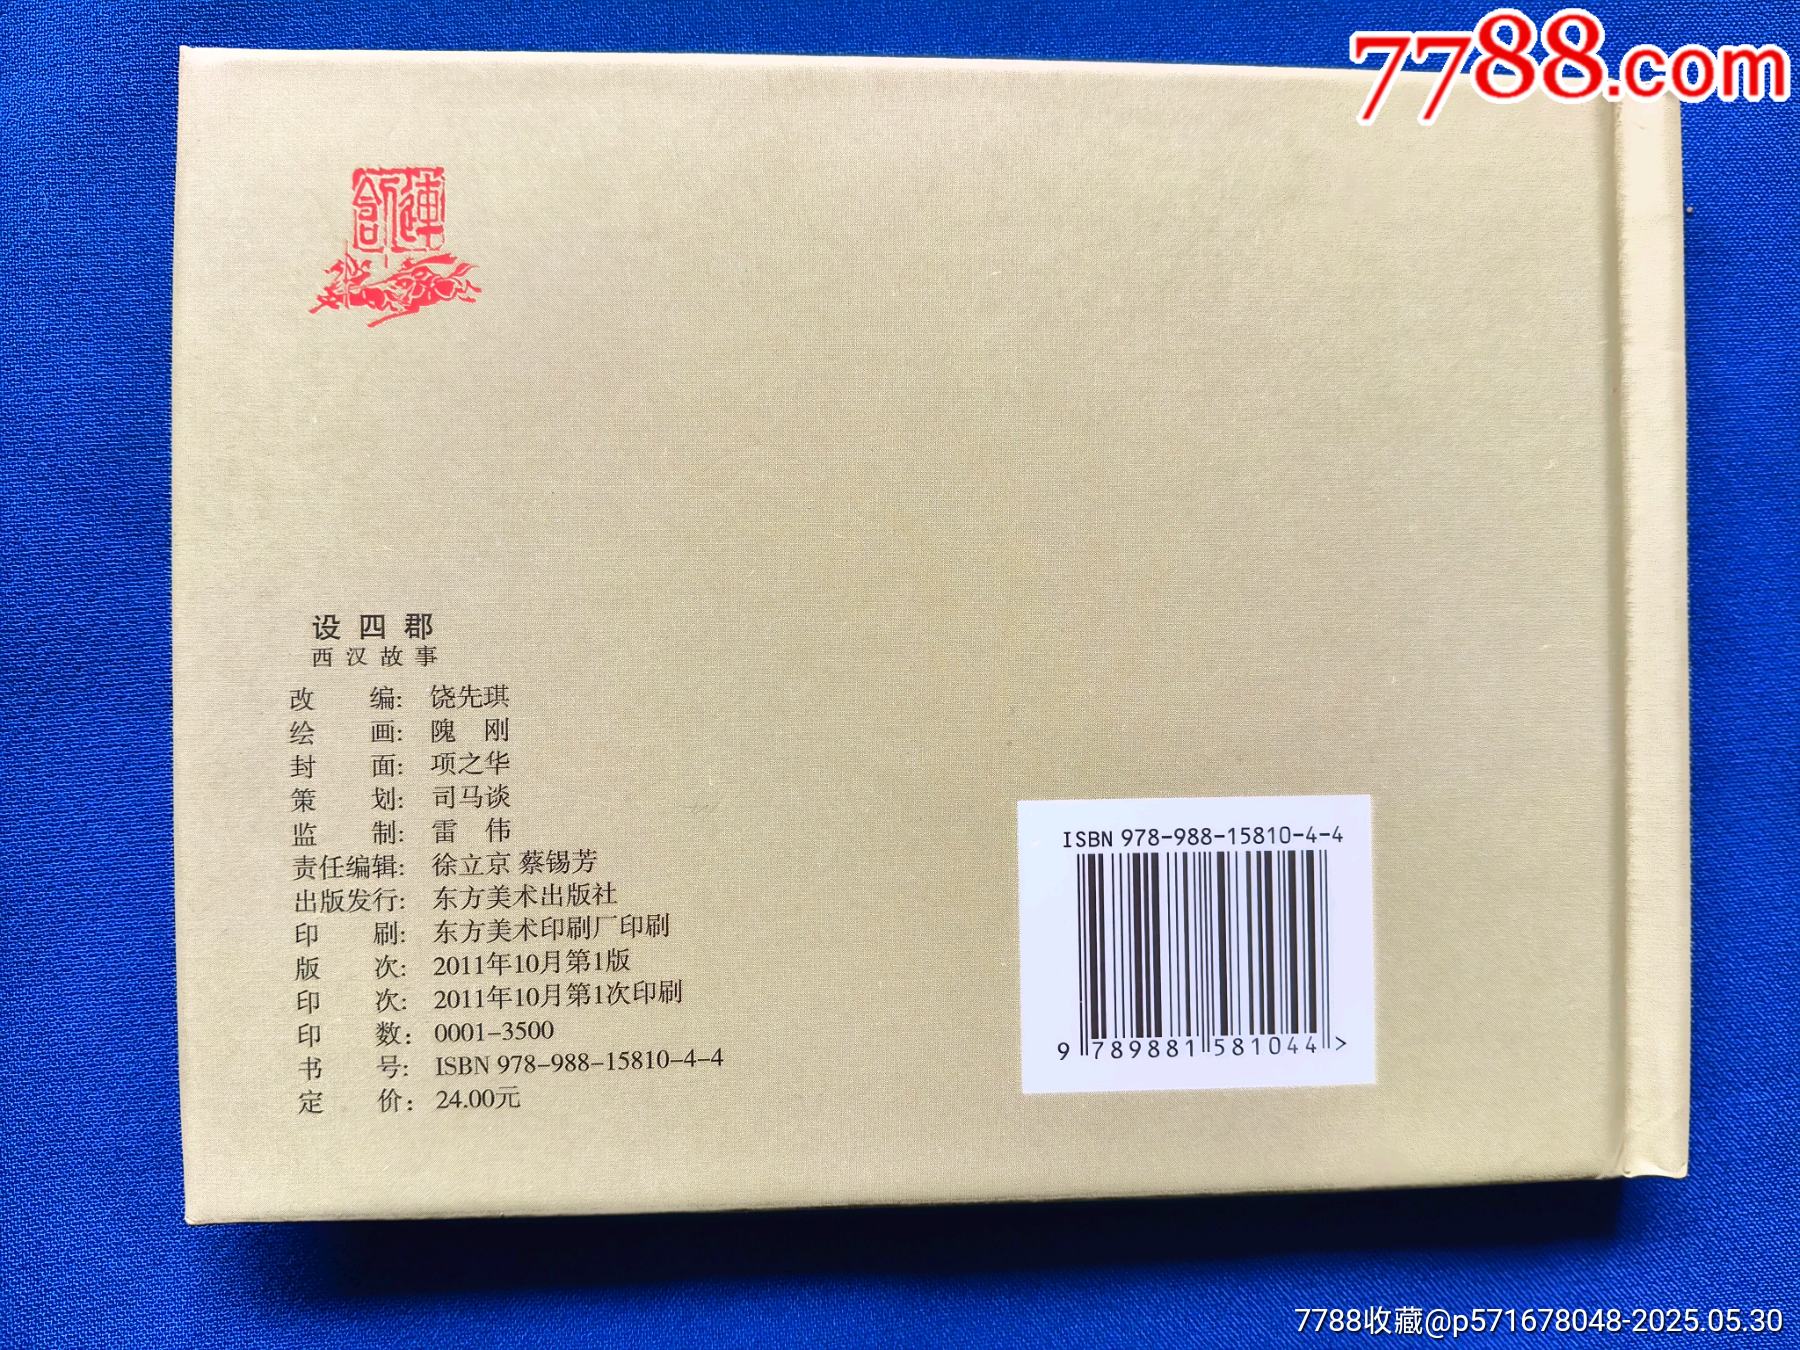 7788.com
设四郡
西汉故事
改编：饶先琪
绘画：隗刚
封面：项之华
策划：司马谈
监制：雷伟
责任编辑：徐立京 蔡锡芳
出版发行：东方美术出版社
印刷：东方美术印刷厂印刷
版次：2011年10月第1版
印次：2011年10月第1次印刷
印数：0001-3500
书号：ISBN 978-988-15810-4-4
定价：24.00元
ISBN 978-988-15810-4-4
9 789881 581044 >
7788收藏@p571678048-2025.05.30